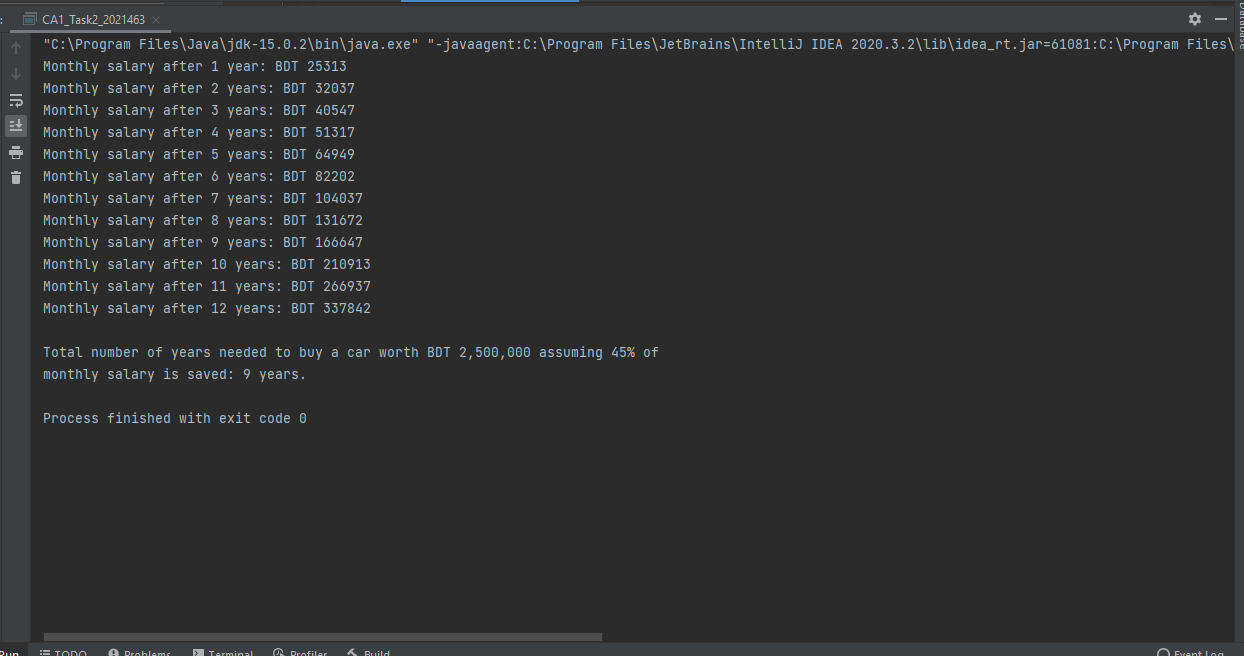 CA1_Task2_2021463
"C:\Program Files\Java\jdk-15.0.2\bin\java.exe" "-javaagent:C:\Program Files\JetBrains\IntelliJ IDEA 2020.3.2\lib\idea_rt.jar=61081:C:\Program Files\
Monthly salary after 1 year: BDT 25313
Monthly salary after 2 years: BDT 32037
Monthly salary after 3 years: BDT 40547
Monthly salary after 4 years: BDT 51317
Monthly salary after 5 years: BDT 64949
Monthly salary after 6 years: BDT 82202
Monthly salary after 7 years: BDT 104037
Monthly salary after 8 years: BDT 131672
Monthly salary after 9 years: BDT 166647
Monthly salary after 10 years: BDT 210913
Monthly salary after 11 years: BDT 266937
Monthly salary after 12 years: BDT 337842
Total number of years needed to buy a car worth BDT 2,500,000 assuming 45% of
monthly salary is saved: 9 years.
Process finished with exit code 0
Database
Run TODO Problems Terminal Profiler Build Event Log